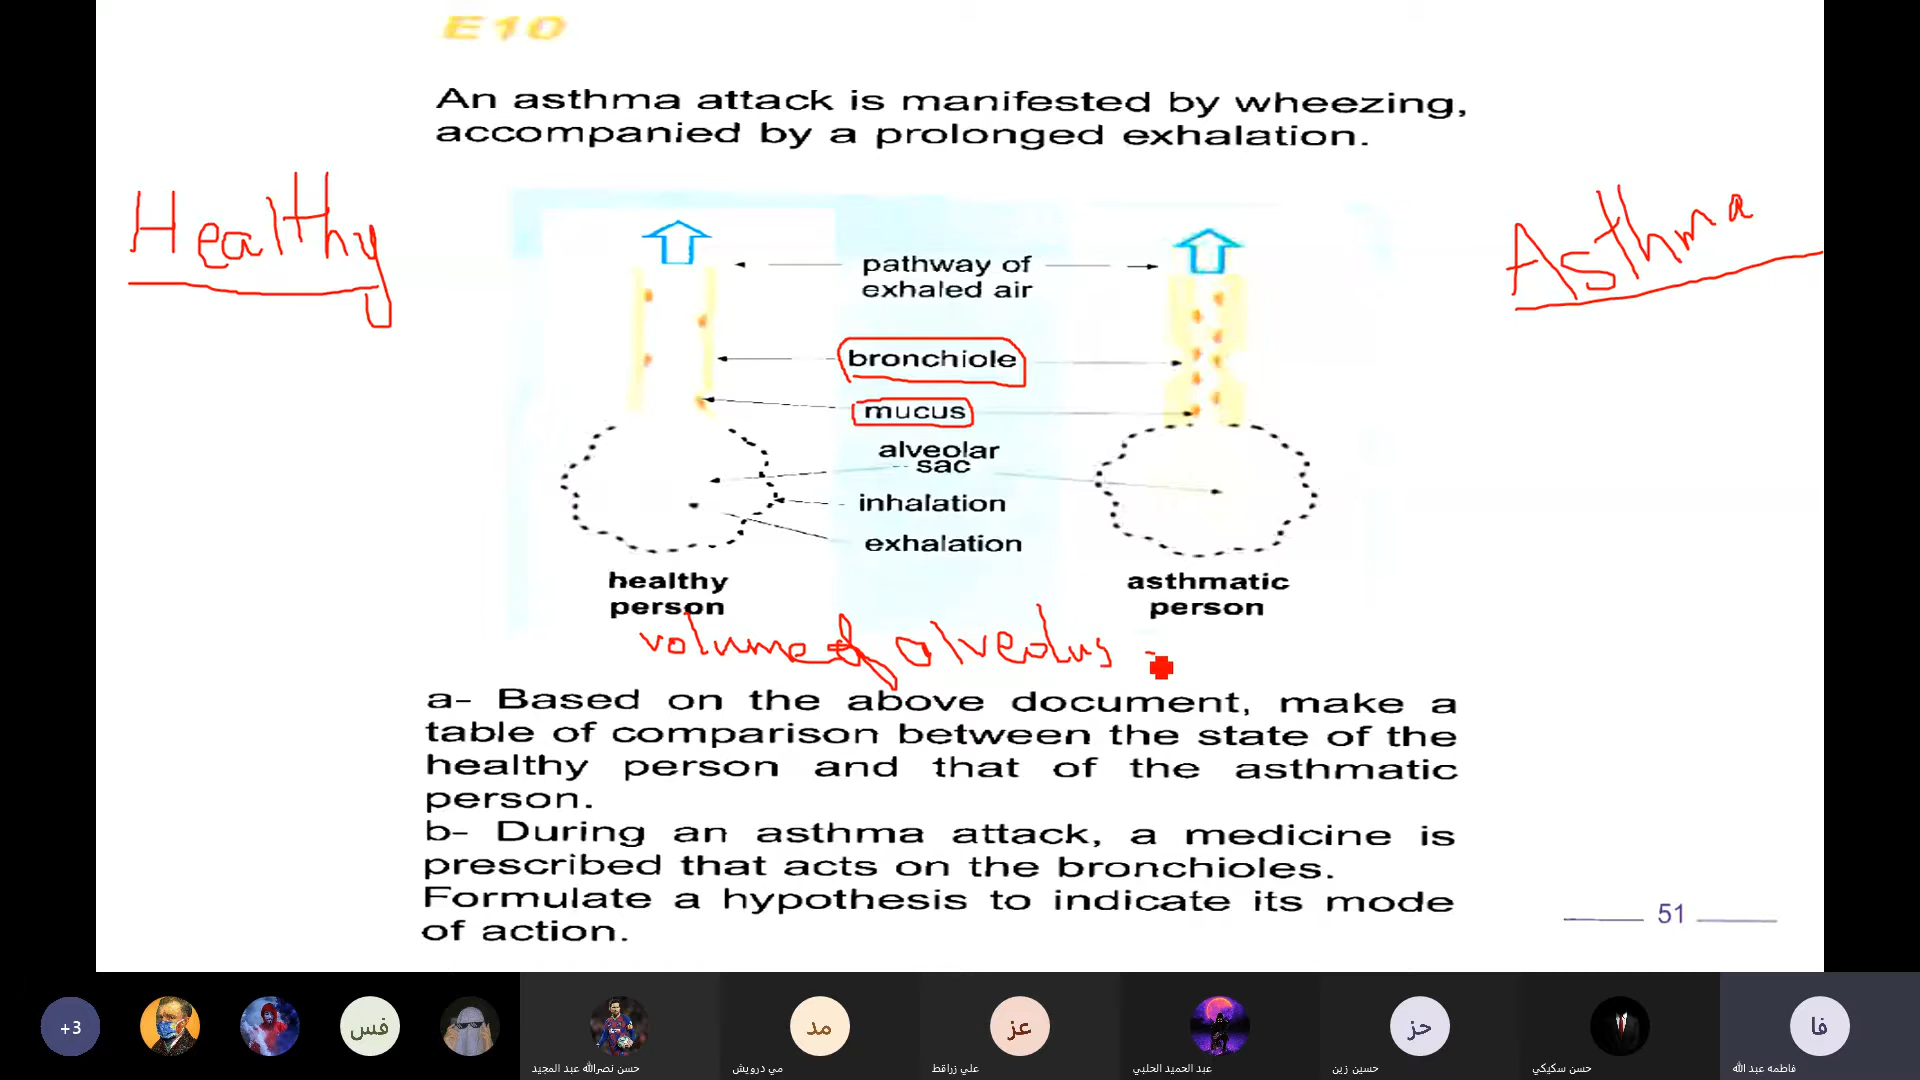 E10
An asthma attack is manifested by wheezing,
accompanied by a prolonged exhalation.
Healthy
Asthma
pathway of
exhaled air
bronchiole
mucus
alveolar
sac
inhalation
exhalation
healthy
person
asthmatic
person
volume of alveolus
a- Based on the above document, make a
table of comparison between the state of the
healthy person and that of the asthmatic
person.
b- During an asthma attack, a medicine is
prescribed that acts on the bronchioles.
Formulate a hypothesis to indicate its mode
of action.
51
+3
فس
مد
عز
حز
فا
حسن نصرالله عبد المجيد
مي درويش
علي زراقط
عبد الحميد الحلبي
حسين زين
حسن سكيكي
فاطمه عبد الله